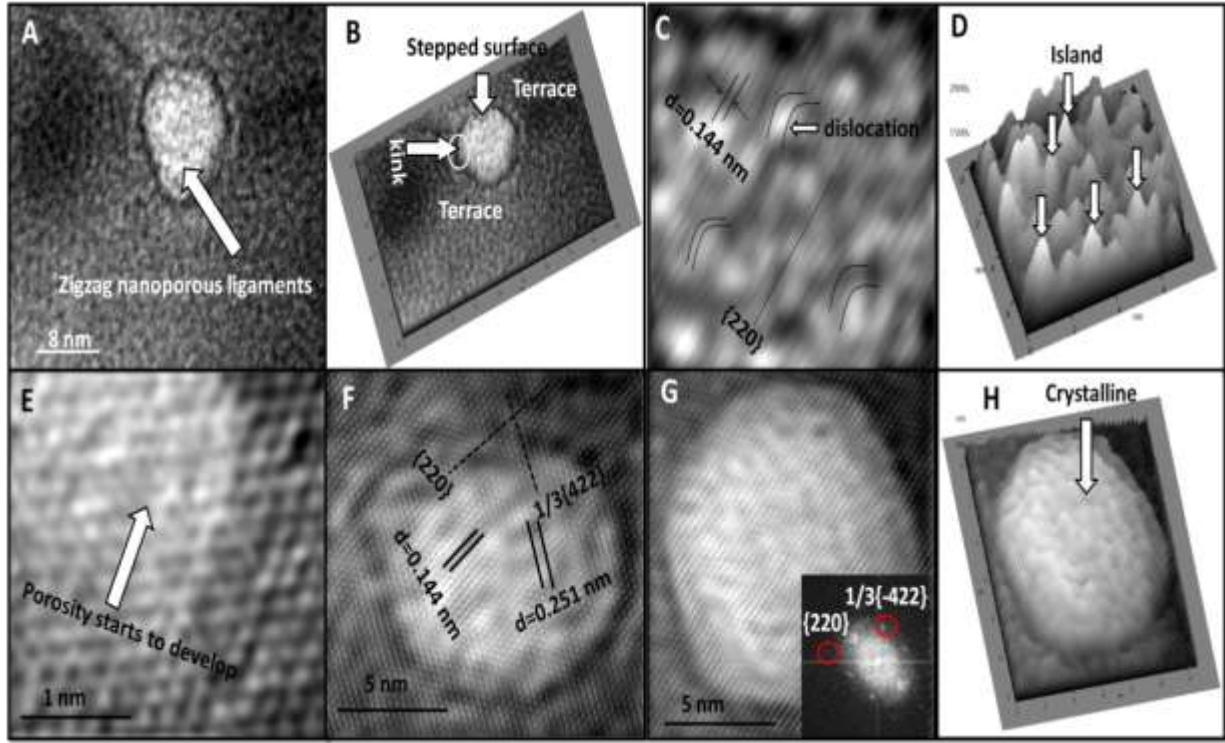 A
Zigzag nanoporous ligaments
8 nm
B
Stepped surface
Terrace
kink
Terrace
C
d=0.144 nm
dislocation
{220}
D
Island
E
Porosity starts to develop
1 nm
F
{220}
1/3{422}
d=0.144 nm
d=0.251 nm
5 nm
G
1/3{-422}
{220}
5 nm
H
Crystalline